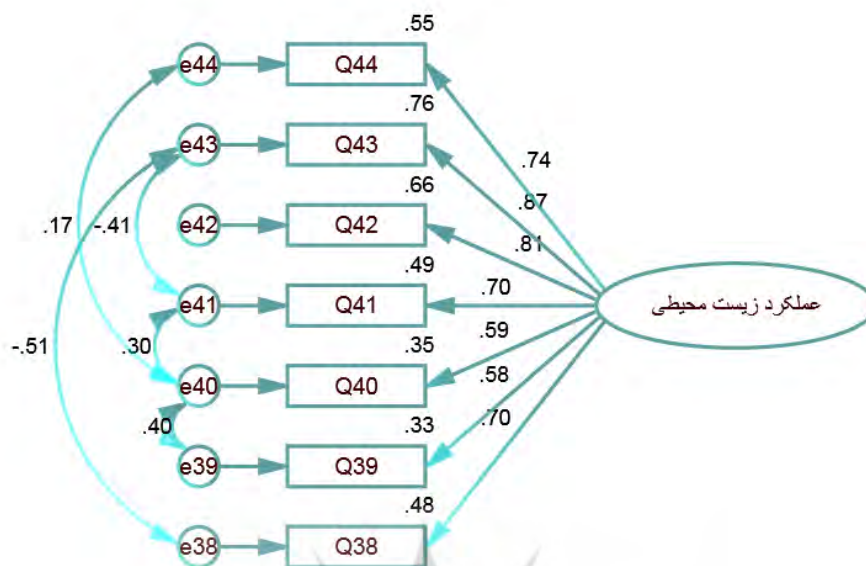 .55
e44 Q44
.76
e43 Q43
.74
.66
.87
.17 -.41 e42 Q42
.81
.49
e41 Q41 .70
عملکرد زیست محیطی
.59
-.51 .30 .35
e40 Q40 .58
.40 .33 .70
e39 Q39
.48
e38 Q38